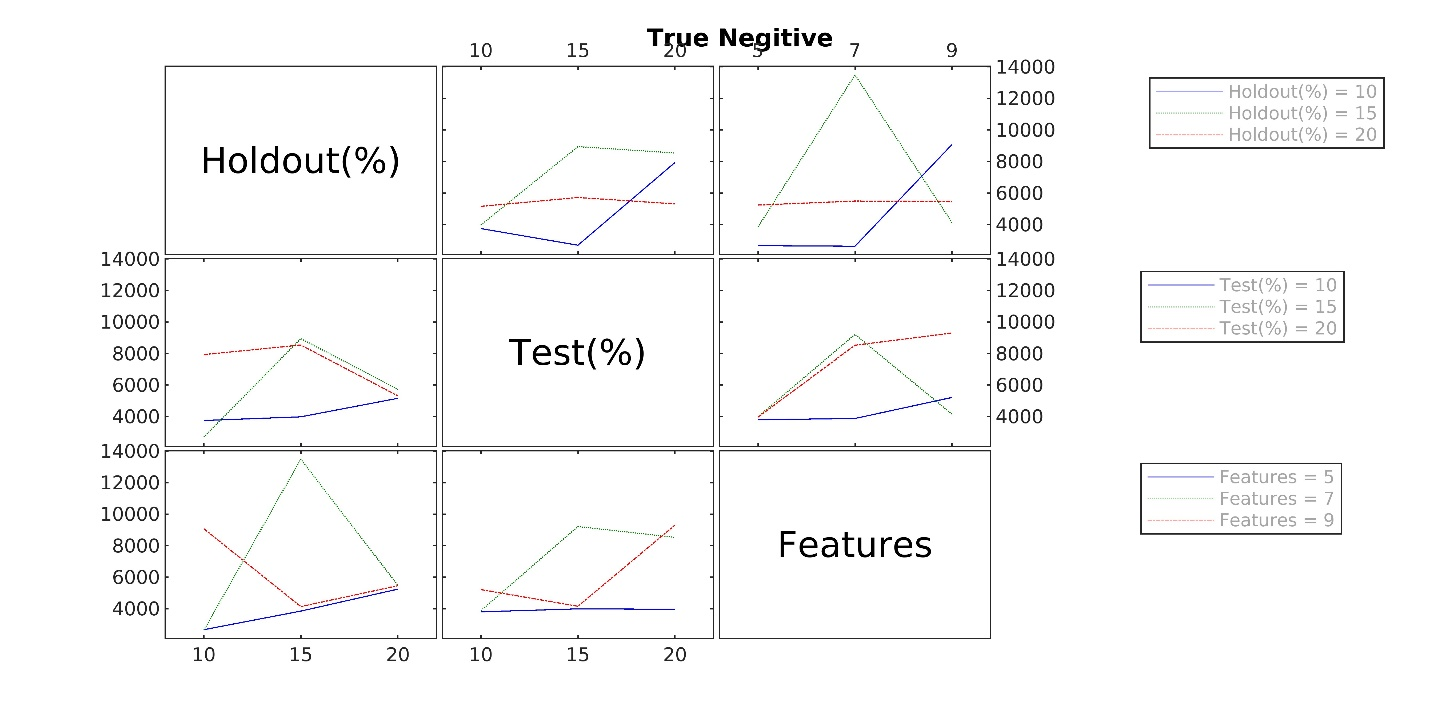 True Negitive
10 15 20 5 7 9
14000
12000
10000
8000
6000
4000
Holdout(%)
Holdout(%) = 10
Holdout(%) = 15
Holdout(%) = 20
14000
12000
10000
8000
6000
4000
Test(%)
14000
12000
10000
8000
6000
4000
Test(%) = 10
Test(%) = 15
Test(%) = 20
14000
12000
10000
8000
6000
4000
Features
Features = 5
Features = 7
Features = 9
10 15 20 10 15 20